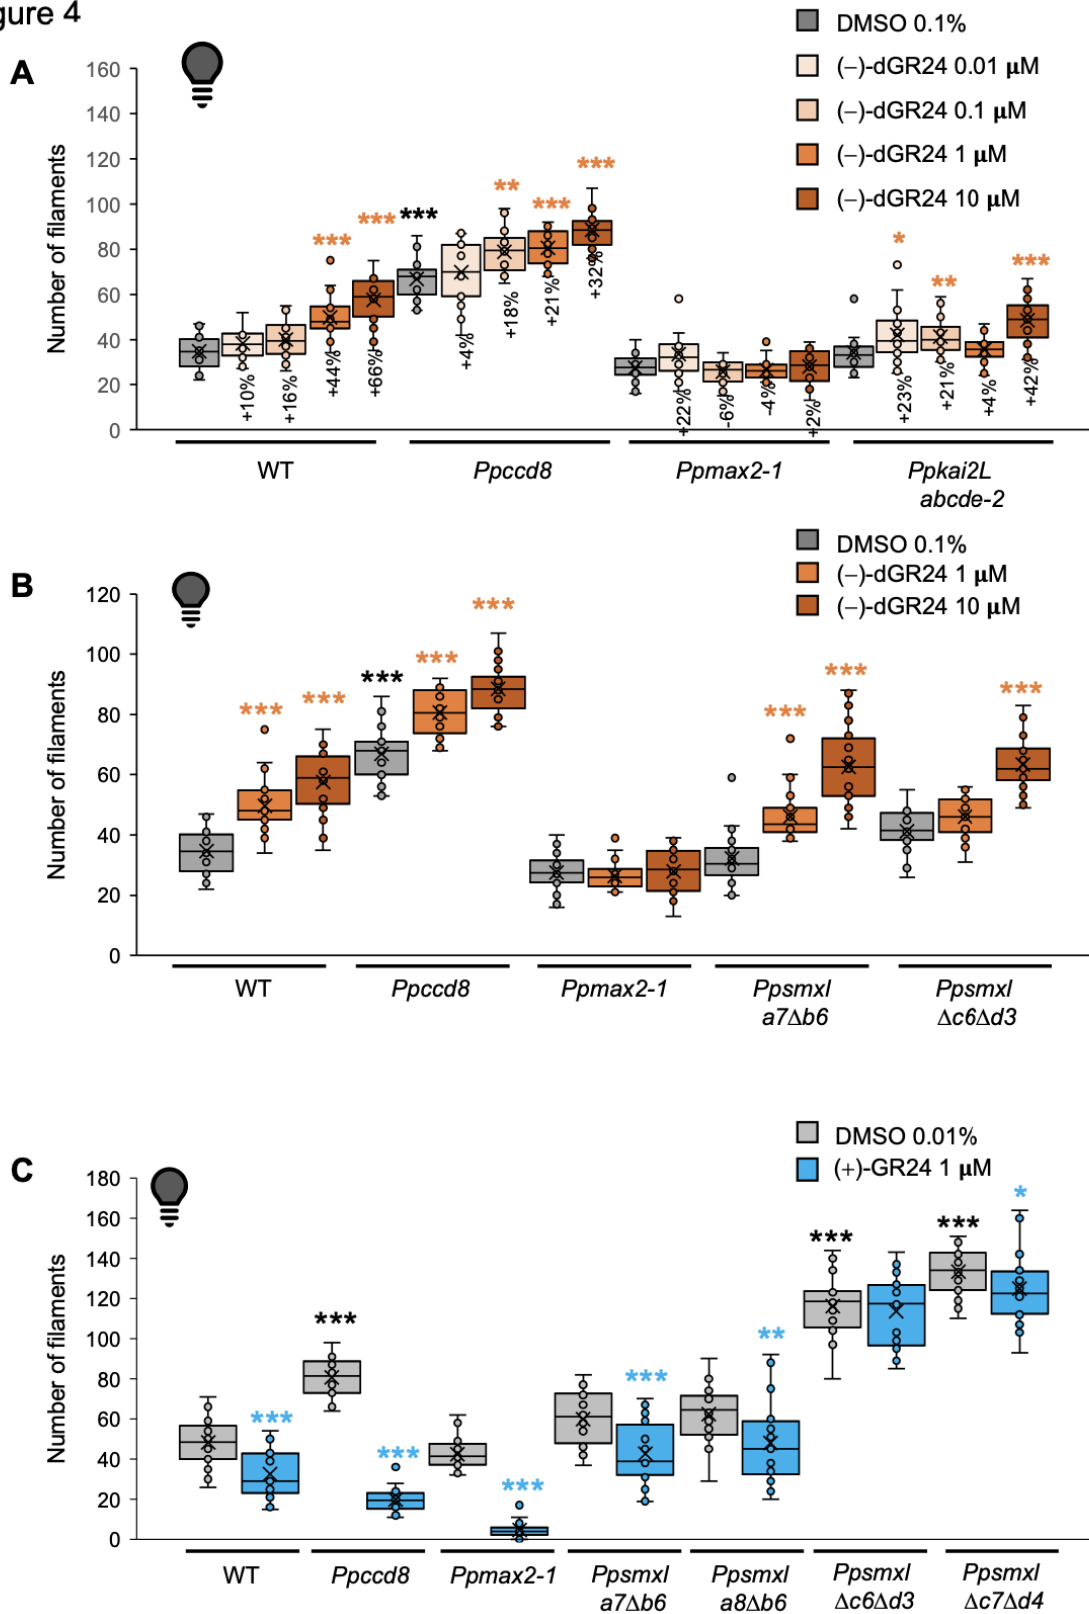 gure 4
DMSO 0.1%
(−)-dGR24 0.01 µM
(−)-dGR24 0.1 µM
(−)-dGR24 1 µM
(−)-dGR24 10 µM
A
Number of filaments
160
140
120
100
80
60
40
20
0
*** *** *** ** *** *** * ** ***
+10% +16% +44% +66% +4% +18% +21% +32% +22% -6% -4% +2% +23% +21% +4% +42%
WT Ppccd8 Ppmax2-1 Ppkai2L
abcde-2
DMSO 0.1%
(−)-dGR24 1 µM
(−)-dGR24 10 µM
B
Number of filaments
120
100
80
60
40
20
0
*** *** *** *** *** *** *** ***
WT Ppccd8 Ppmax2-1 Ppsmxl Ppsmxl
a7Δb6 Δc6Δd3
DMSO 0.01%
(+)-GR24 1 µM
C
Number of filaments
180
160
140
120
100
80
60
40
20
0
*** *** *** *** *** ** *** *** *
WT Ppccd8 Ppmax2-1 Ppsmxl Ppsmxl Ppsmxl Ppsmxl
a7Δb6 a8Δb6 Δc6Δd3 Δc7Δd4